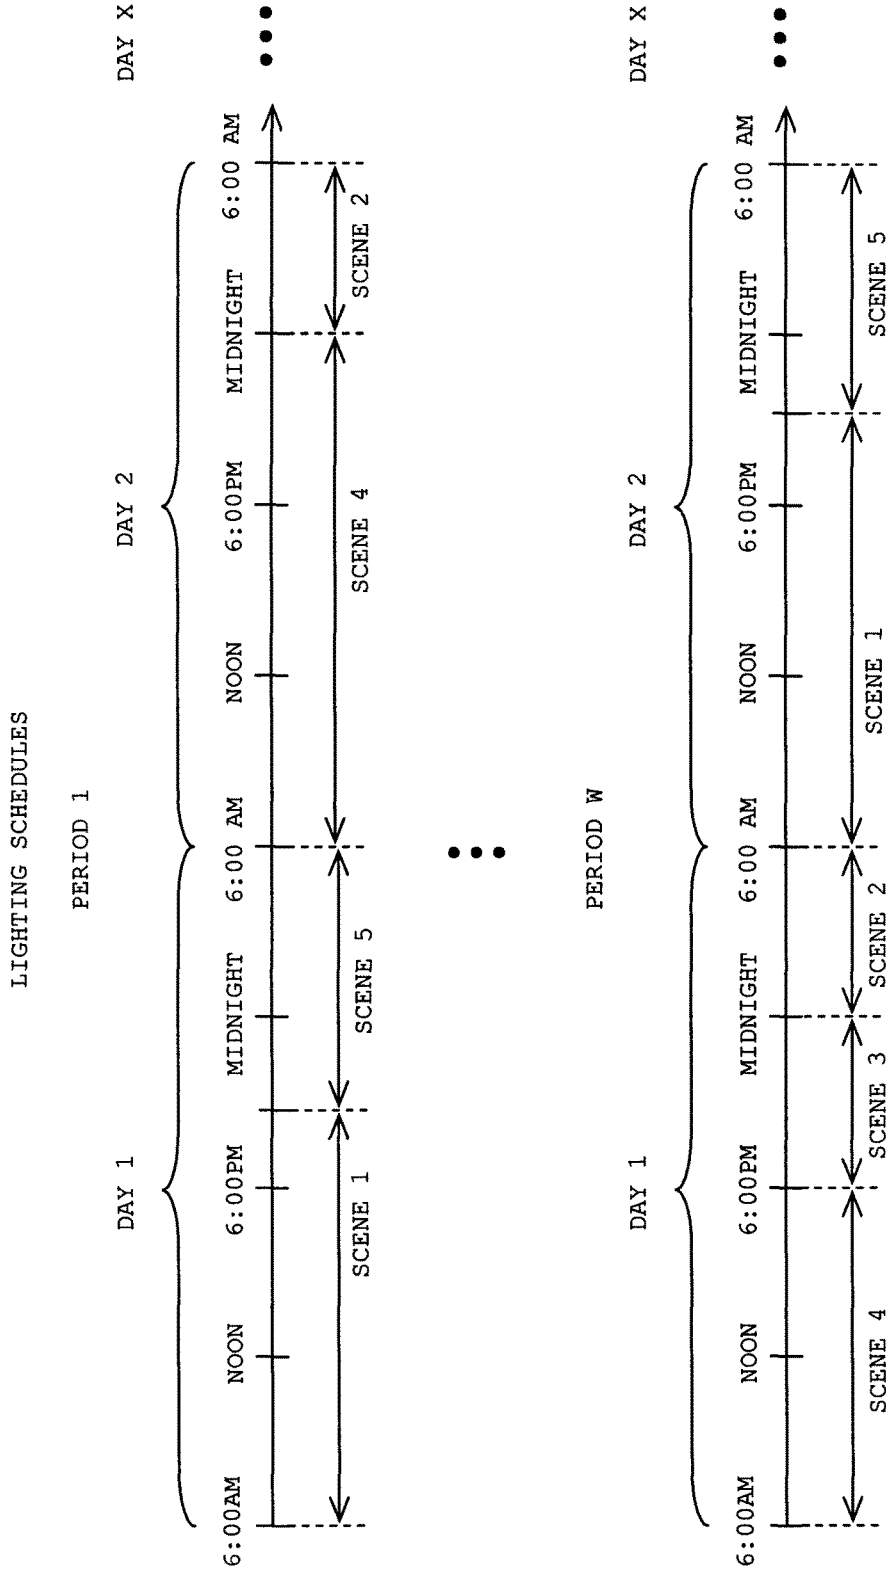 LIGHTING SCHEDULES
PERIOD 1
DAY 1 DAY 2 DAY X
6:00AM NOON 6:00PM MIDNIGHT 6:00 AM NOON 6:00PM MIDNIGHT 6:00 AM
SCENE 1 SCENE 5 SCENE 4 SCENE 2
PERIOD W
DAY 1 DAY 2 DAY X
6:00AM NOON 6:00PM MIDNIGHT 6:00 AM NOON 6:00PM MIDNIGHT 6:00 AM
SCENE 4 SCENE 3 SCENE 2 SCENE 1 SCENE 5